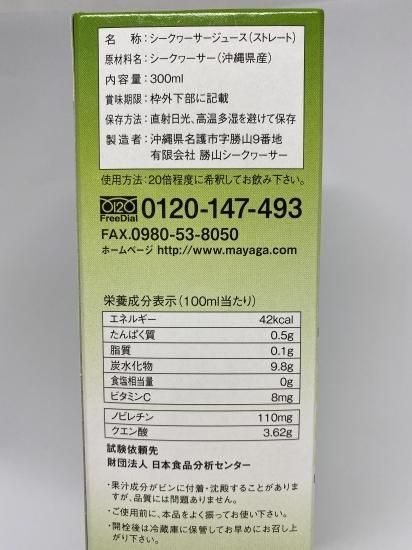 名　称：シークヮーサージュース（ストレート）
原材料名：シークヮーサー（沖縄県産）
内容量：300ml
賞味期限：枠外下部に記載
保存方法：直射日光、高温多湿を避けて保存
製造者：沖縄県名護市字勝山9番地
有限会社 勝山シークヮーサー
使用方法：20倍程度に希釈してお飲み下さい。
0120 FreeDial 0120-147-493
FAX.0980-53-8050
ホームページ http://www.mayaga.com
栄養成分表示（100ml当たり）
エネルギー 42kcal
たんぱく質 0.5g
脂質 0.1g
炭水化物 9.8g
食塩相当量 0g
ビタミンC 8mg
ノビレチン 110mg
クエン酸 3.62g
試験依頼先
財団法人 日本食品分析センター
・果汁成分がビンに付着・沈殿することがありま
すが、品質には問題ありません。
・ご使用前に、本品をよく振ってお使い下さい。
・開栓後は冷蔵庫に保管してお早めにお召し上
がり下さい。